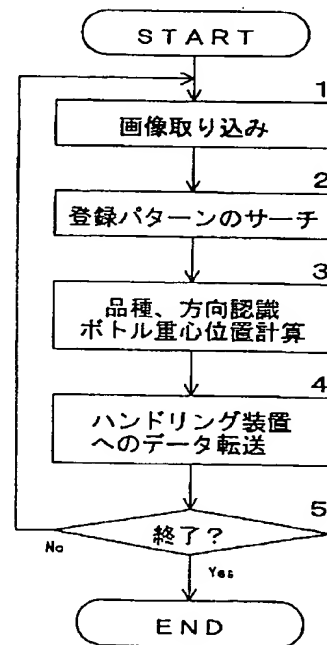 START
1
画像取り込み
2
登録パターンのサーチ
3
品種、方向認識
ボトル重心位置計算
4
ハンドリング装置
へのデータ転送
5
終了?
No
Yes
END